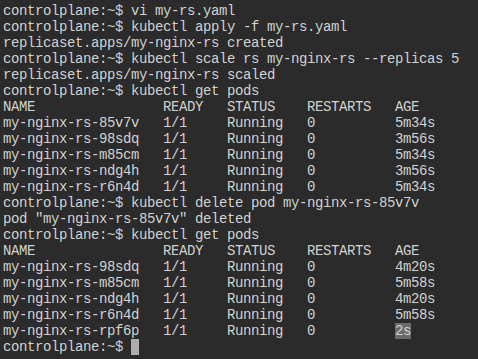 controlplane:~$ vi my-rs.yaml
controlplane:~$ kubectl apply -f my-rs.yaml
replicaset.apps/my-nginx-rs created
controlplane:~$ kubectl scale rs my-nginx-rs --replicas 5
replicaset.apps/my-nginx-rs scaled
controlplane:~$ kubectl get pods
NAME                READY   STATUS    RESTARTS   AGE
my-nginx-rs-85v7v   1/1     Running   0          5m34s
my-nginx-rs-98sdq   1/1     Running   0          3m56s
my-nginx-rs-m85cm   1/1     Running   0          5m34s
my-nginx-rs-ndg4h   1/1     Running   0          3m56s
my-nginx-rs-r6n4d   1/1     Running   0          5m34s
controlplane:~$ kubectl delete pod my-nginx-rs-85v7v
pod "my-nginx-rs-85v7v" deleted
controlplane:~$ kubectl get pods
NAME                READY   STATUS    RESTARTS   AGE
my-nginx-rs-98sdq   1/1     Running   0          4m20s
my-nginx-rs-m85cm   1/1     Running   0          5m58s
my-nginx-rs-ndg4h   1/1     Running   0          4m20s
my-nginx-rs-r6n4d   1/1     Running   0          5m58s
my-nginx-rs-rpf6p   1/1     Running   0          2s
controlplane:~$